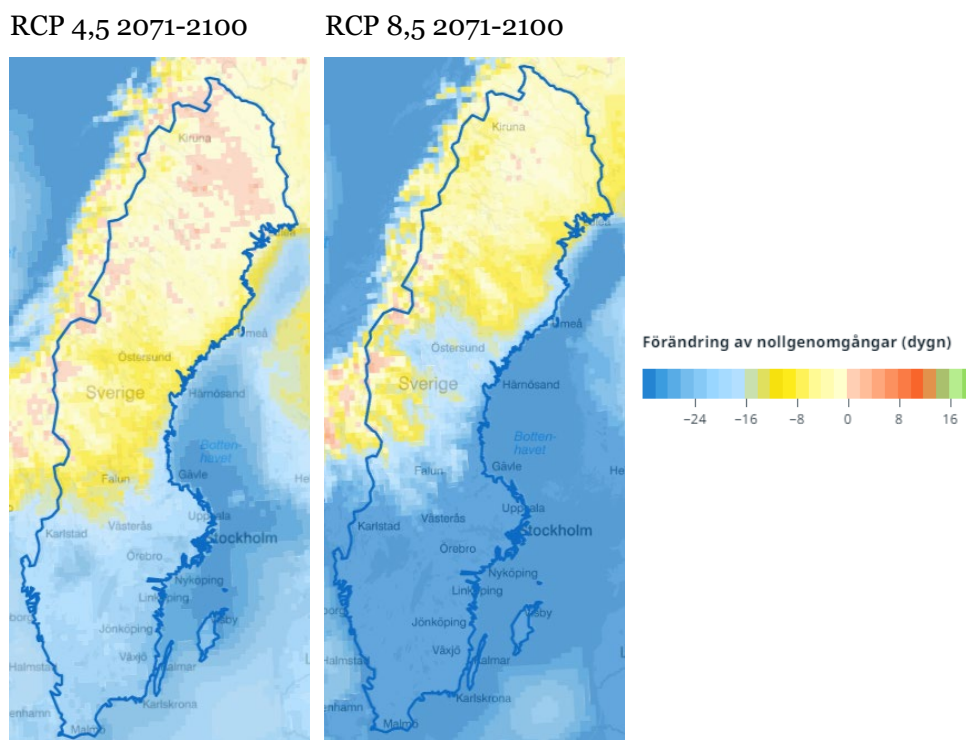 RCP 4,5 2071-2100
RCP 8,5 2071-2100
Kiruna
Umeå
Östersund
Sverige
Härnösand
Botten-
havet
Falun
Gävle
Uppsala
Karlstad
Västerås
Stockholm
Örebro
Nyköping
Linköping
Visby
Jönköping
Halmstad
Växjö
Kalmar
Karlskrona
enhamn
Malmö
Kiruna
Umeå
Östersund
Sverige
Härnösand
Botten-
havet
Falun
Gävle
Uppsala
Karlstad
Västerås
Stockholm
Örebro
Nyköping
Linköping
Visby
Jönköping
Halmstad
Växjö
Kalmar
Karlskrona
enhamn
Malmö
Förändring av nollgenomgångar (dygn)
−24 −16 −8 0 8 16